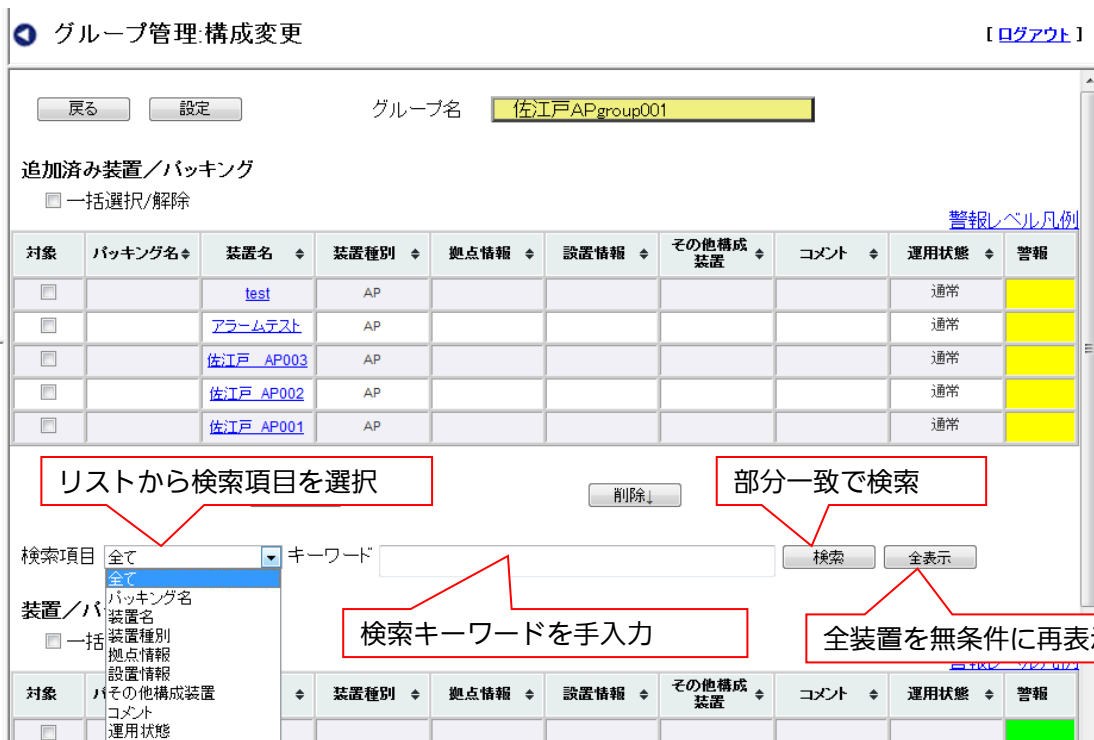 グループ管理:構成変更 [ ログアウト ]
戻る 設定 グループ名 佐江戸APgroup001
追加済み装置／パッキング
一括選択/解除
警報レベル凡例
対象 パッキング名 装置名 装置種別 拠点情報 設置情報 その他構成装置 コメント 運用状態 警報
test AP 通常
アラームテスト AP 通常
佐江戸 AP003 AP 通常
佐江戸 AP002 AP 通常
佐江戸 AP001 AP 通常
リストから検索項目を選択 削除↓ 部分一致で検索
検索項目 全て キーワード 検索 全表示
全て
パッキング名
装置名
装置種別
拠点情報
設置情報
その他構成装置
コメント
運用状態
装置／パ
一括
検索キーワードを手入力
全装置を無条件に再表
対象 パ 装置種別 拠点情報 設置情報 その他構成装置 コメント 運用状態 警報